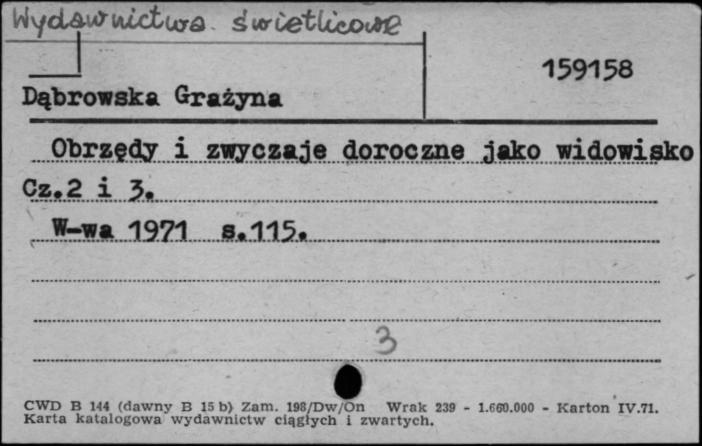 Wydawnictwa świetlicowe
159158
Dąbrowska Grażyna
Obrzędy i zwyczaje doroczne jako widowisko
Cz.2 i 3.
W-wa 1971 s.115.
3
CWD B 144 (dawny B 15 b) Zam. 198/Dw/On Wrak 239 - 1.660.000 - Karton IV.71.
Karta katalogowa wydawnictw ciągłych i zwartych.